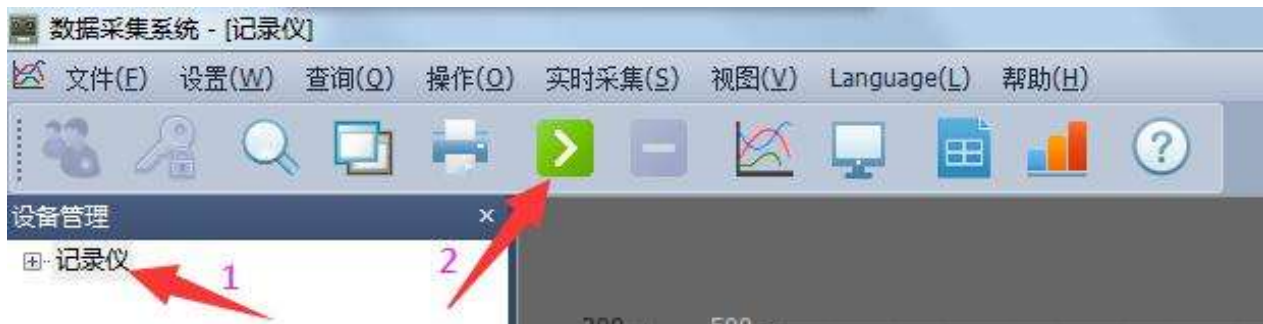 数据采集系统 - [记录仪]
文件(F) 设置(W) 查询(Q) 操作(O) 实时采集(S) 视图(V) Language(L) 帮助(H)
?
设备管理 ×
记录仪
1
2